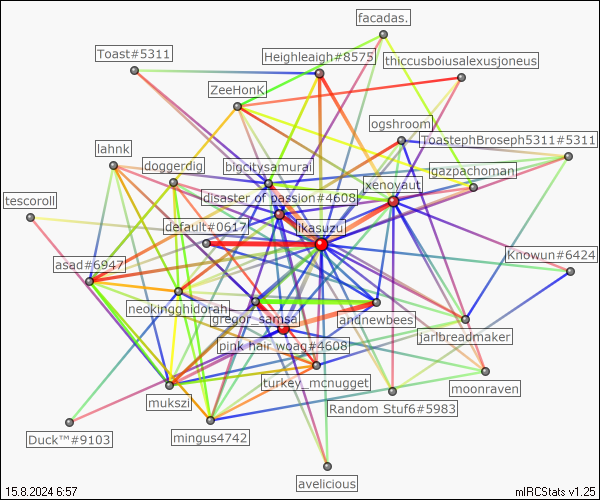 facadas.
Toast#5311
Heighleaigh#8575
thiccusboiusalexusjoneus
ZeeHonK
ogshroom
ToastephBroseph5311#5311
lahnk
doggerdig
bigcitysamurai
gazpachoman
xenovaut
disaster of passion#4608
tescoroll
default#0617
likasuzu
Knowun#6424
asad#6947
neokingghidorah
gregor_samsa
andnewbees
jarlbreadmaker
pink hair woag#4608
turkey_mcnugget
moonraven
mukszi
Random Stuf6#5983
Duck™#9103
mingus4742
avelicious
15.8.2024 6:57
mIRCStats v1.25